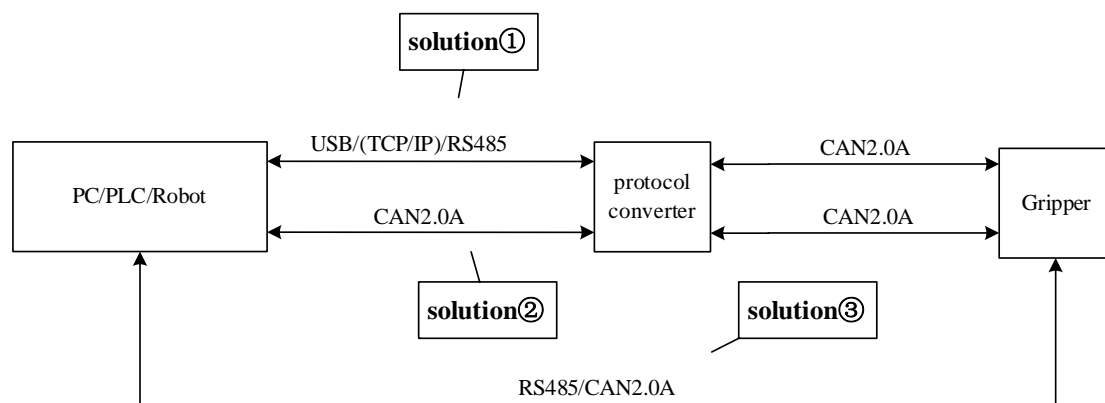 solution①
USB/(TCP/IP)/RS485
CAN2.0A
PC/PLC/Robot
protocol
converter
Gripper
CAN2.0A
CAN2.0A
solution②
solution③
RS485/CAN2.0A